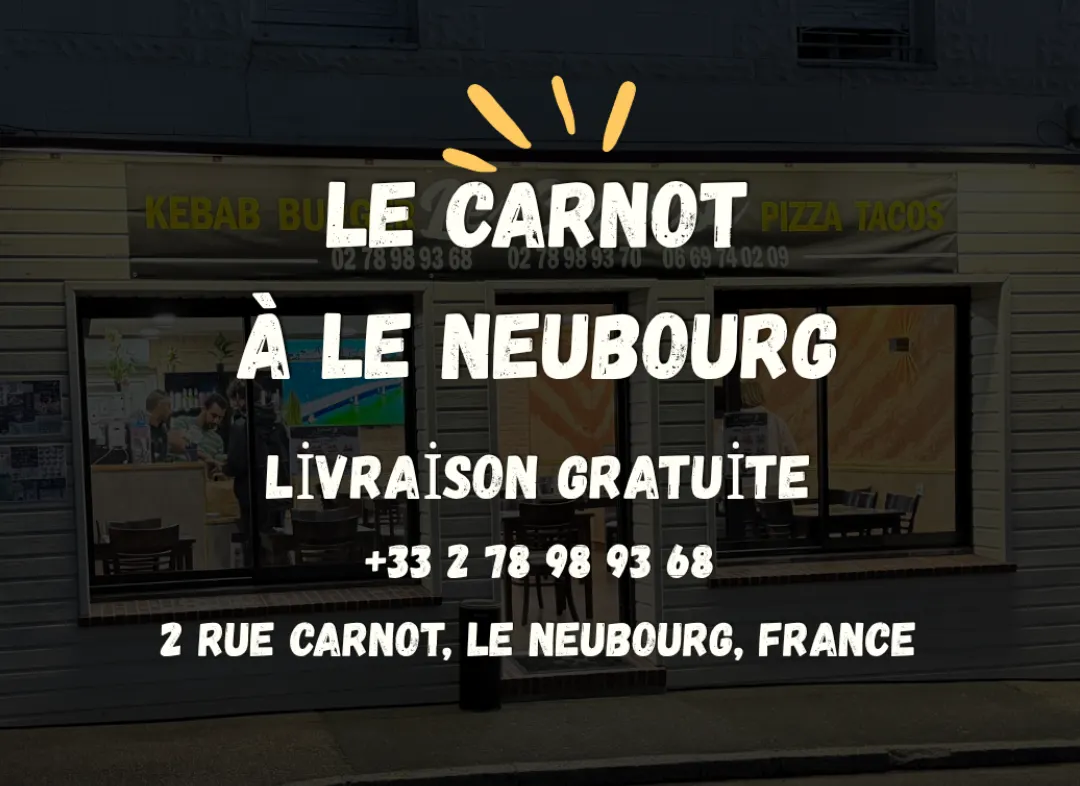 LE CARNOT
KEBAB BURGER PIZZA TACOS
02 78 98 93 68 02 78 98 93 70 06 69 74 02 09
À LE NEUBOURG
LİVRAİSON GRATUİTE
+33 2 78 98 93 68
2 RUE CARNOT, LE NEUBOURG, FRANCE